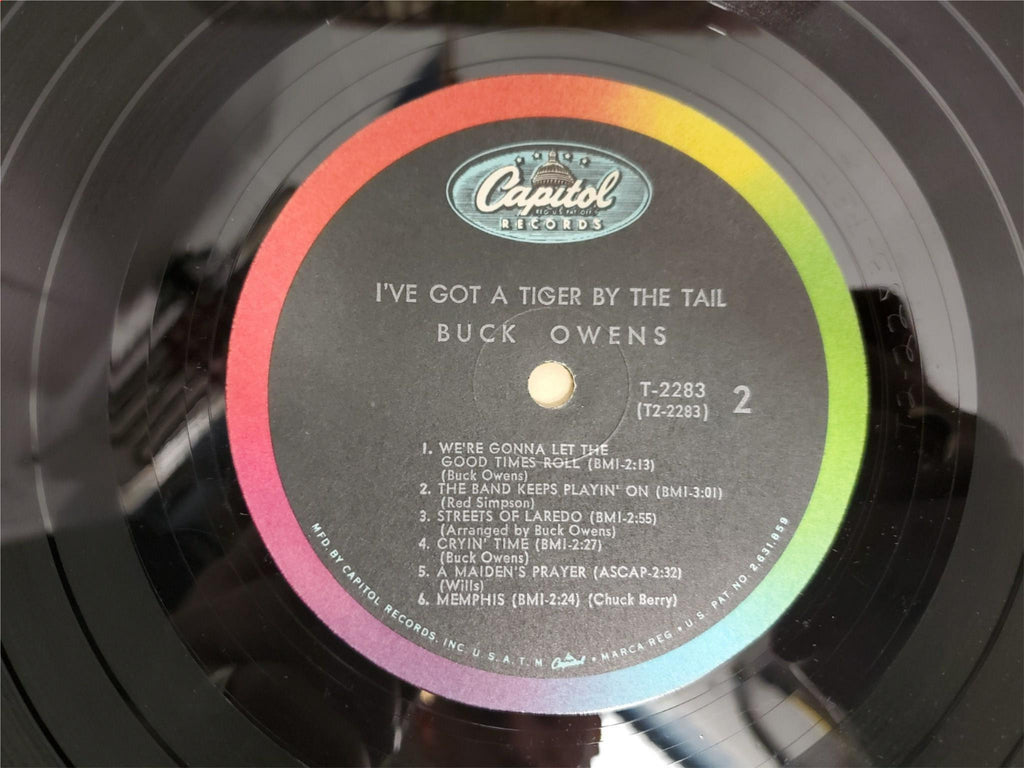 Capitol
REG. U.S. PAT. OFF.
RECORDS
I'VE GOT A TIGER BY THE TAIL
BUCK OWENS
T-2283
(T2-2283)
2
1. WE'RE GONNA LET THE
GOOD TIMES ROLL (BMI-2:13)
(Buck Owens)
2. THE BAND KEEPS PLAYIN' ON (BMI-3:01)
(Red Simpson)
3. STREETS OF LAREDO (BMI-2:55)
(Arranged by Buck Owens)
4. CRYIN' TIME (BMI-2:27)
(Buck Owens)
5. A MAIDEN'S PRAYER (ASCAP-2:32)
(Wills)
6. MEMPHIS (BMI-2:24) (Chuck Berry)
MFD. BY CAPITOL RECORDS, INC. U.S.A. T.M. Capitol • MARCA REG. • U.S. PAT. NO. 2,631,859